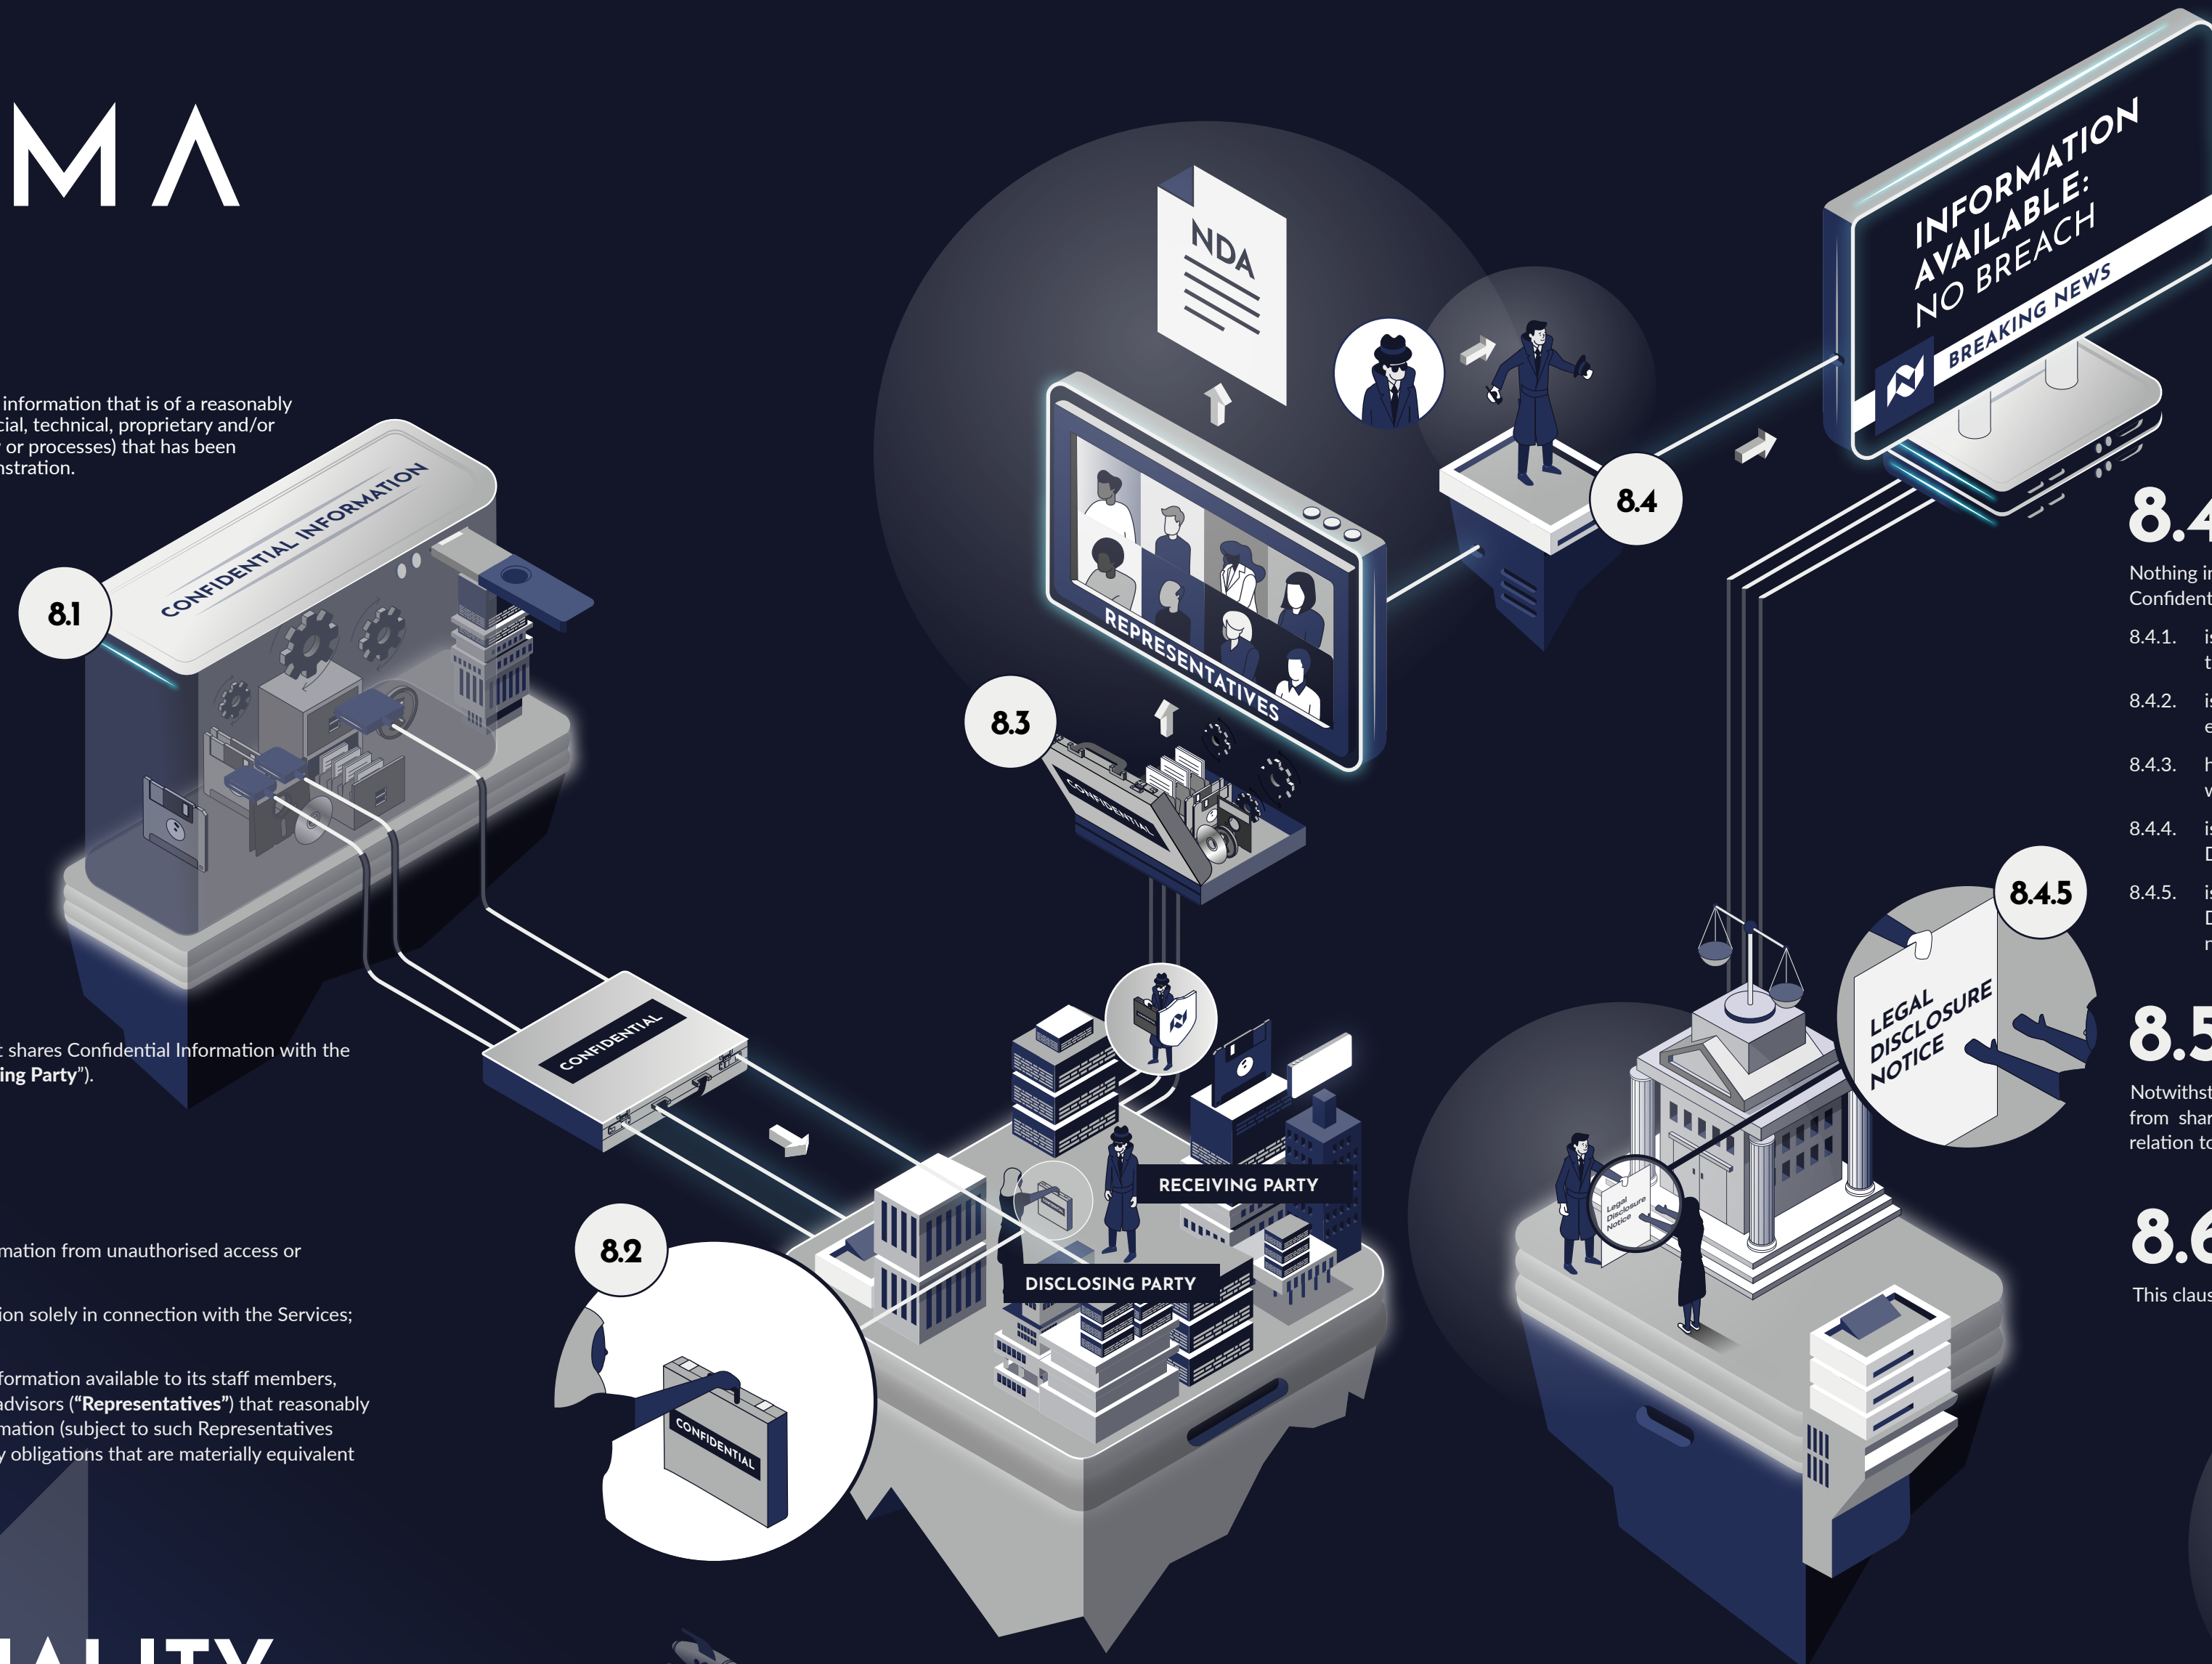 MA
information that is of a reasonably
cial, technical, proprietary and/or
or processes) that has been
nstration.
CONFIDENTIAL INFORMATION
8.1
shares Confidential Information with the
ing Party”).
mation from unauthorised access or
ion solely in connection with the Services;
formation available to its staff members,
advisors (“Representatives”) that reasonably
mation (subject to such Representatives
y obligations that are materially equivalent
ALITY
CONFIDENTIAL
8.2
CONFIDENTIAL
NDA
REPRESENTATIVES
8.3
CONFIDENTIAL
RECEIVING PARTY
DISCLOSING PARTY
8.4
INFORMATION
AVAILABLE:
NO BREACH
BREAKING NEWS
N
8.4.5
LEGAL
DISCLOSURE
NOTICE
Legal
Disclosure
Notice
8.4
Nothing in
Confident
8.4.1. is
t
8.4.2. is
e
8.4.3. h
w
8.4.4. is
D
8.4.5. is
D
r
8.5
Notwithst
from shar
relation to
8.6
This claus